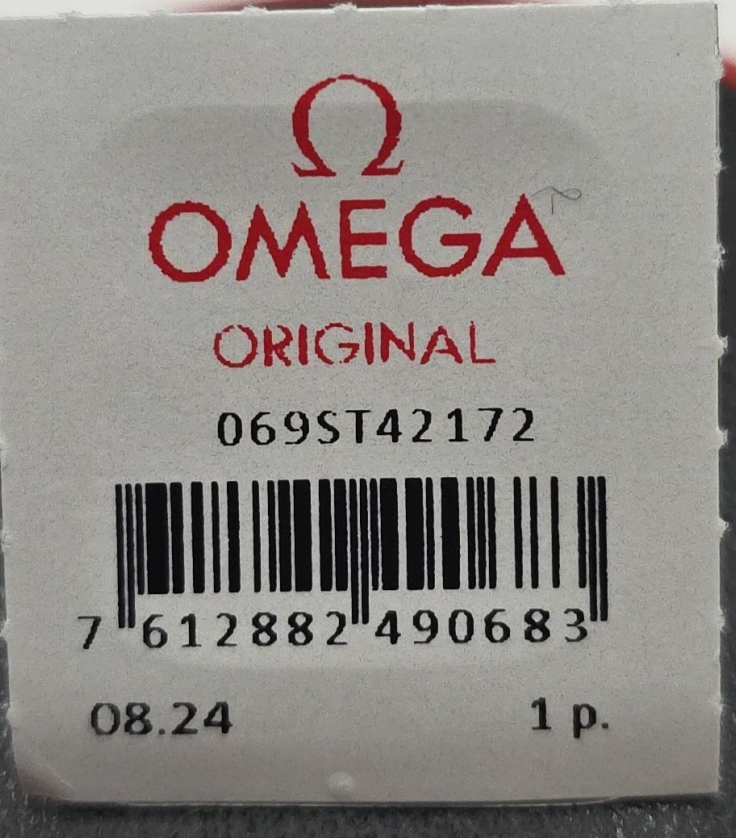 Ω
OMEGA
ORIGINAL
069ST42172
7 612882 490683
08.24 1 p.